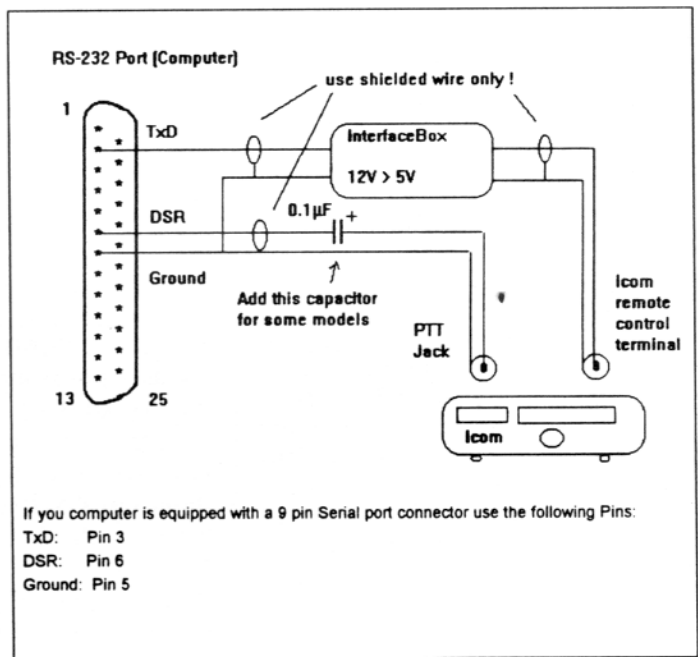 RS-232 Port (Computer)
use shielded wire only !
1
TxD
InterfaceBox
12V > 5V
DSR
0.1µF
+
Ground
Add this capacitor
for some models
PTT
Jack
Icom
remote
control
terminal
13
25
Icom
If you computer is equipped with a 9 pin Serial port connector use the following Pins:
TxD: Pin 3
DSR: Pin 6
Ground: Pin 5